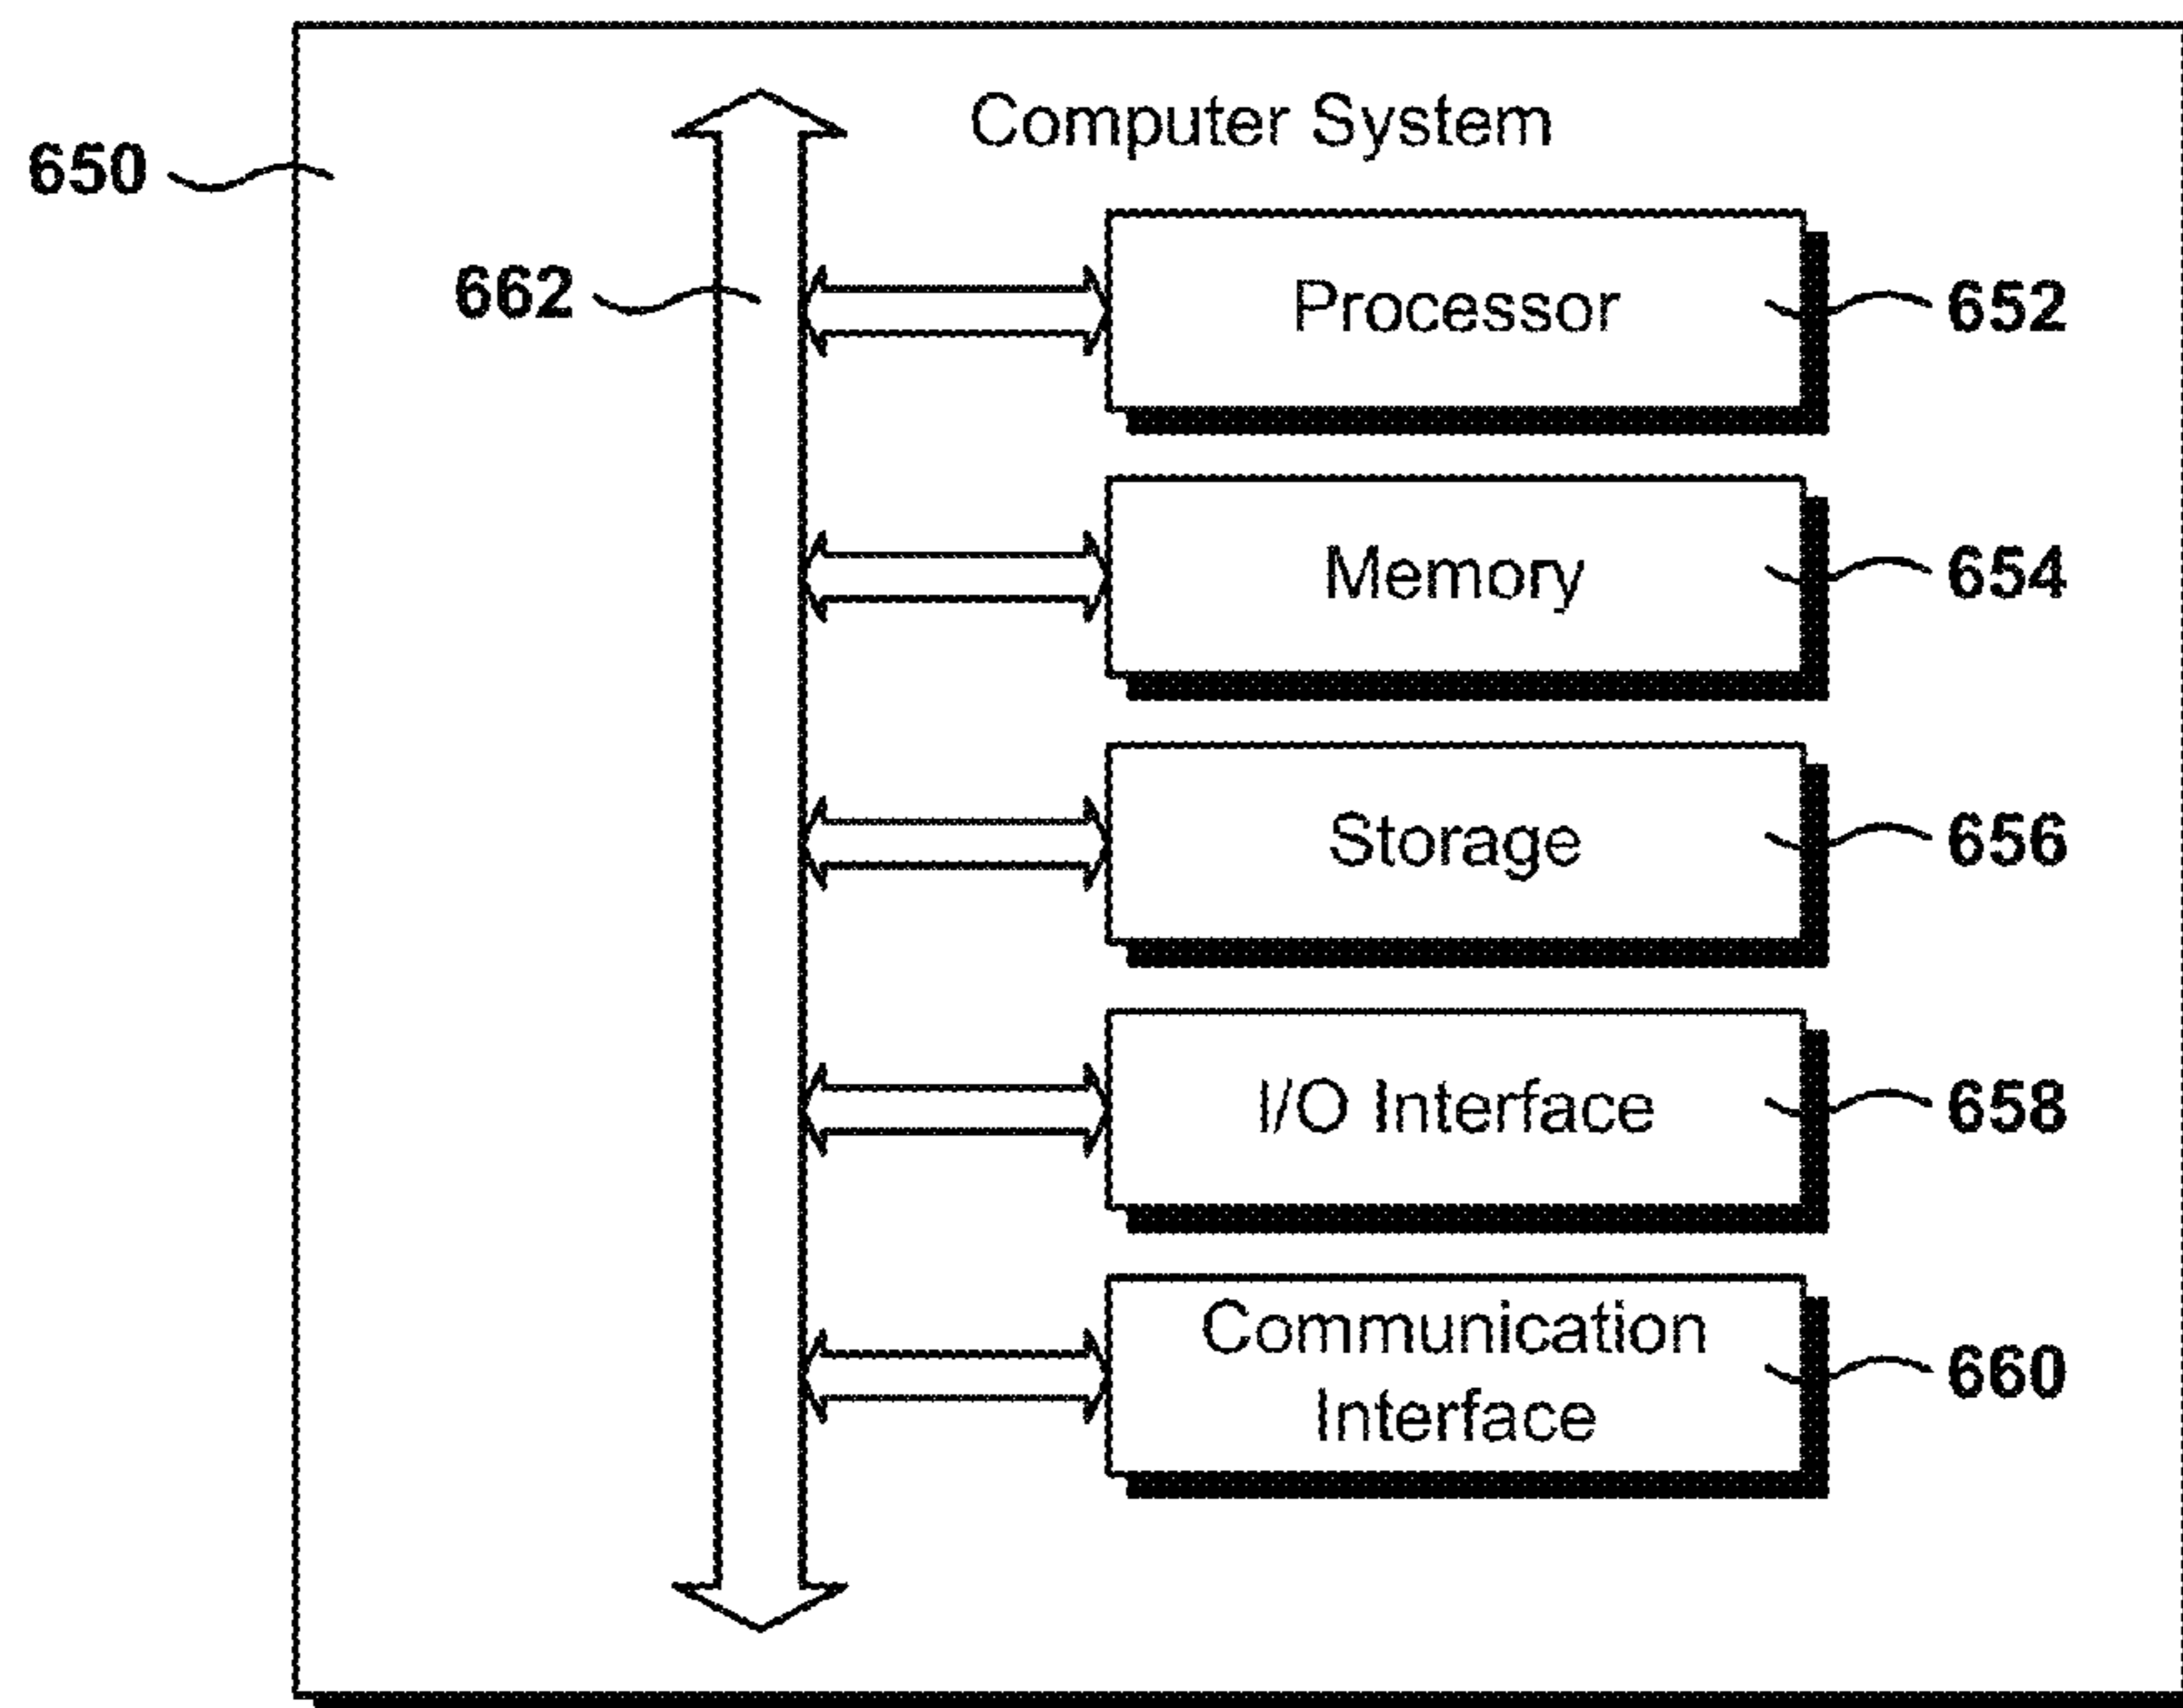 Computer System
650
662
Processor
652
Memory
654
Storage
656
I/O Interface
658
Communication
Interface
660